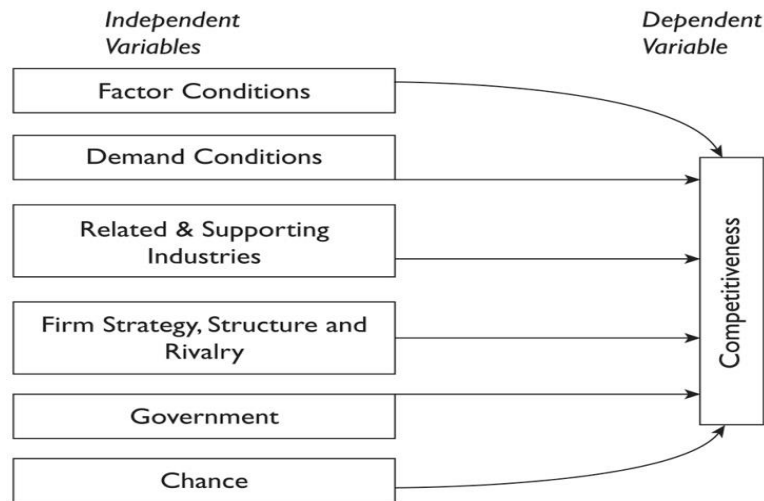 Independent
Variables
Dependent
Variable
Factor Conditions
Demand Conditions
Related & Supporting
Industries
Firm Strategy, Structure and
Rivalry
Government
Chance
Competitiveness